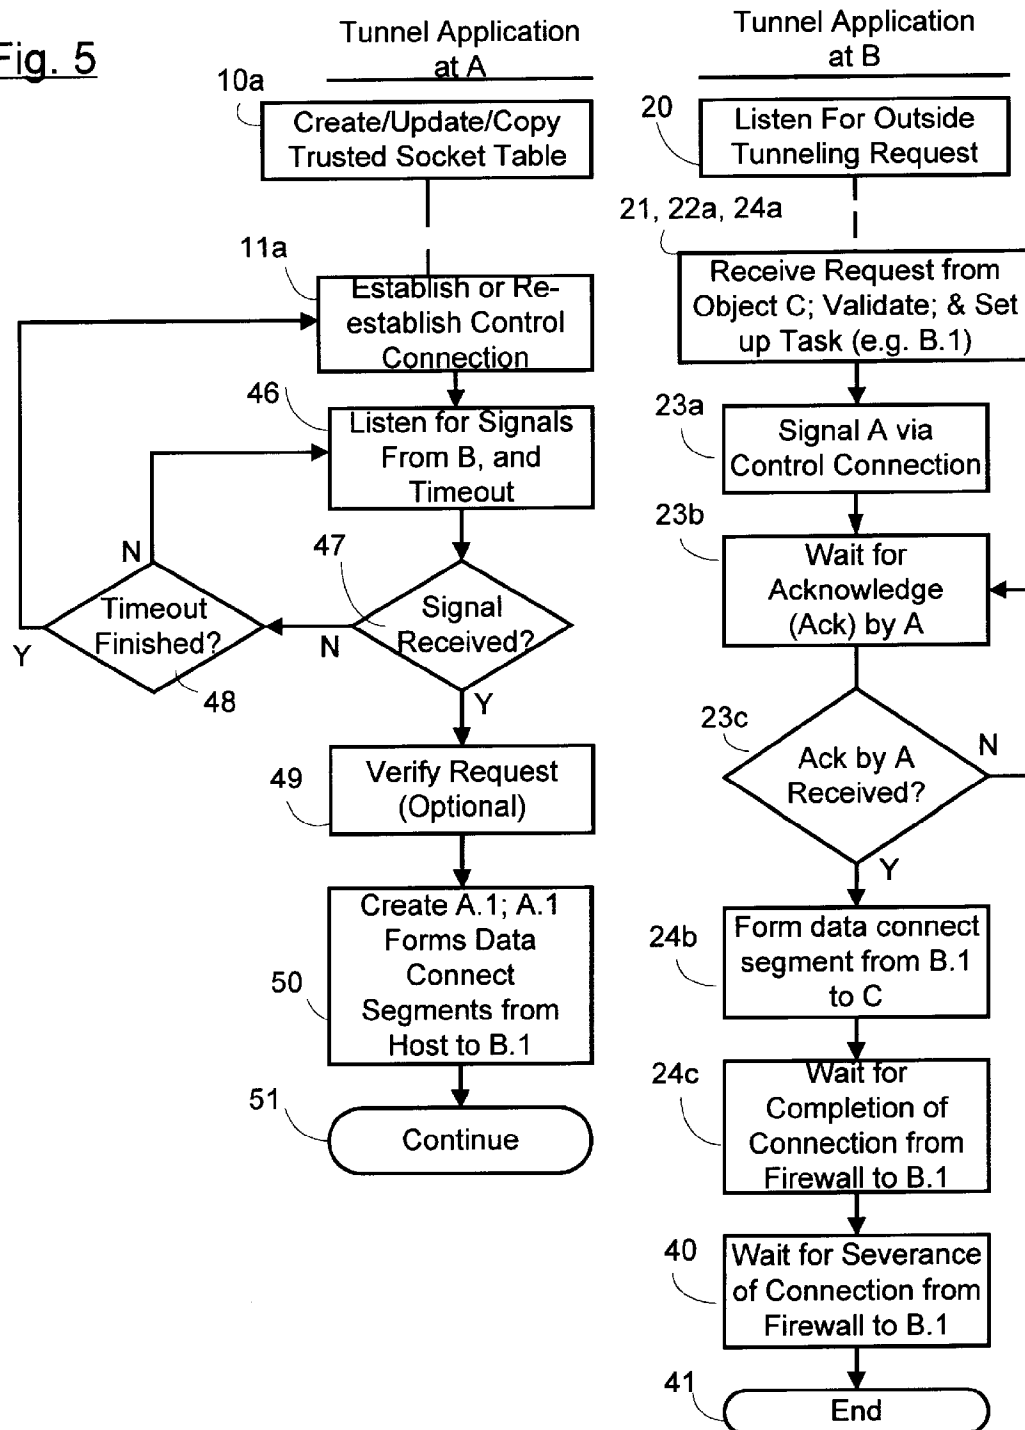 Fig. 5
Tunnel Application
at A
10a
Create/Update/Copy
Trusted Socket Table
11a
Establish or Re-
establish Control
Connection
46
Listen for Signals
From B, and
Timeout
47
Signal
Received?
N
Y
Timeout
Finished?
N
Y
48
49
Verify Request
(Optional)
50
Create A.1; A.1
Forms Data
Connect
Segments from
Host to B.1
51
Continue
Tunnel Application
at B
20
Listen For Outside
Tunneling Request
21, 22a, 24a
Receive Request from
Object C; Validate; & Set
up Task (e.g. B.1)
23a
Signal A via
Control Connection
23b
Wait for
Acknowledge
(Ack) by A
23c
Ack by A
Received?
N
Y
24b
Form data connect
segment from B.1
to C
24c
Wait for
Completion of
Connection from
Firewall to B.1
40
Wait for Severance
of Connection from
Firewall to B.1
41
End